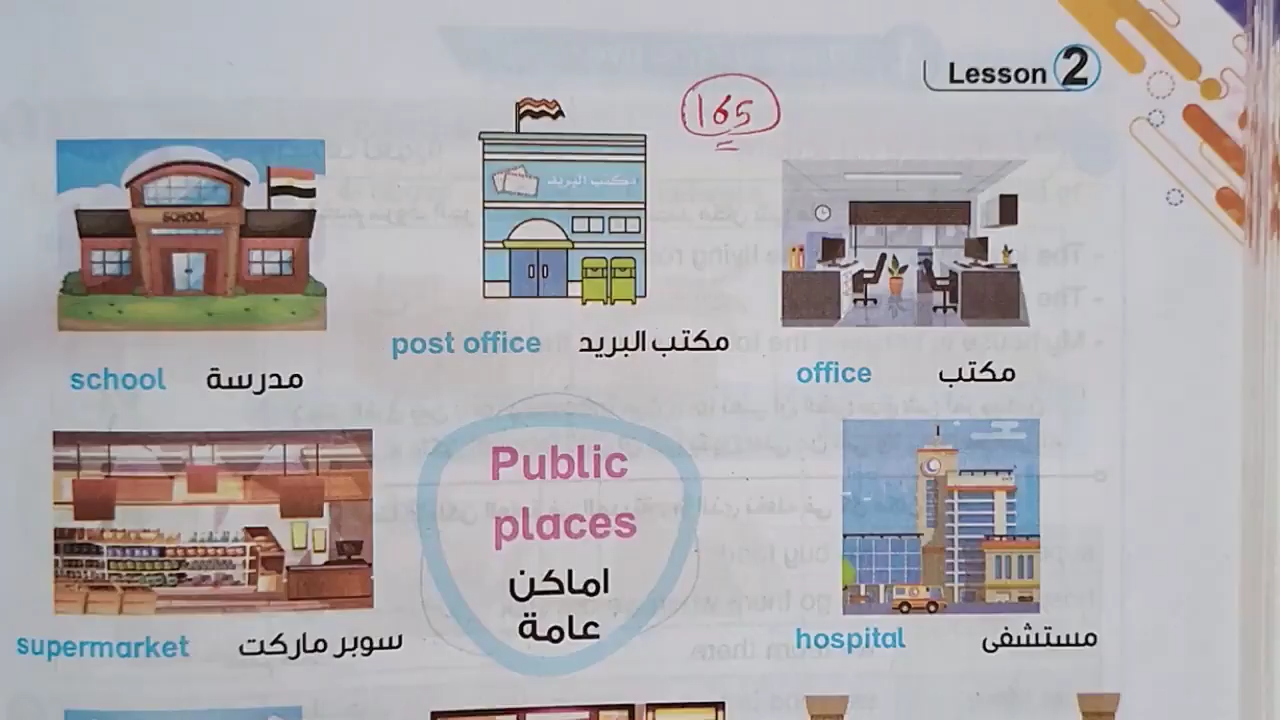 Lesson 2
165
SCHOOL
مكتب البريد
post office مكتب البريد
school مدرسة
office مكتب
Public
places
اماكن
عامة
supermarket سوبر ماركت
hospital مستشفى